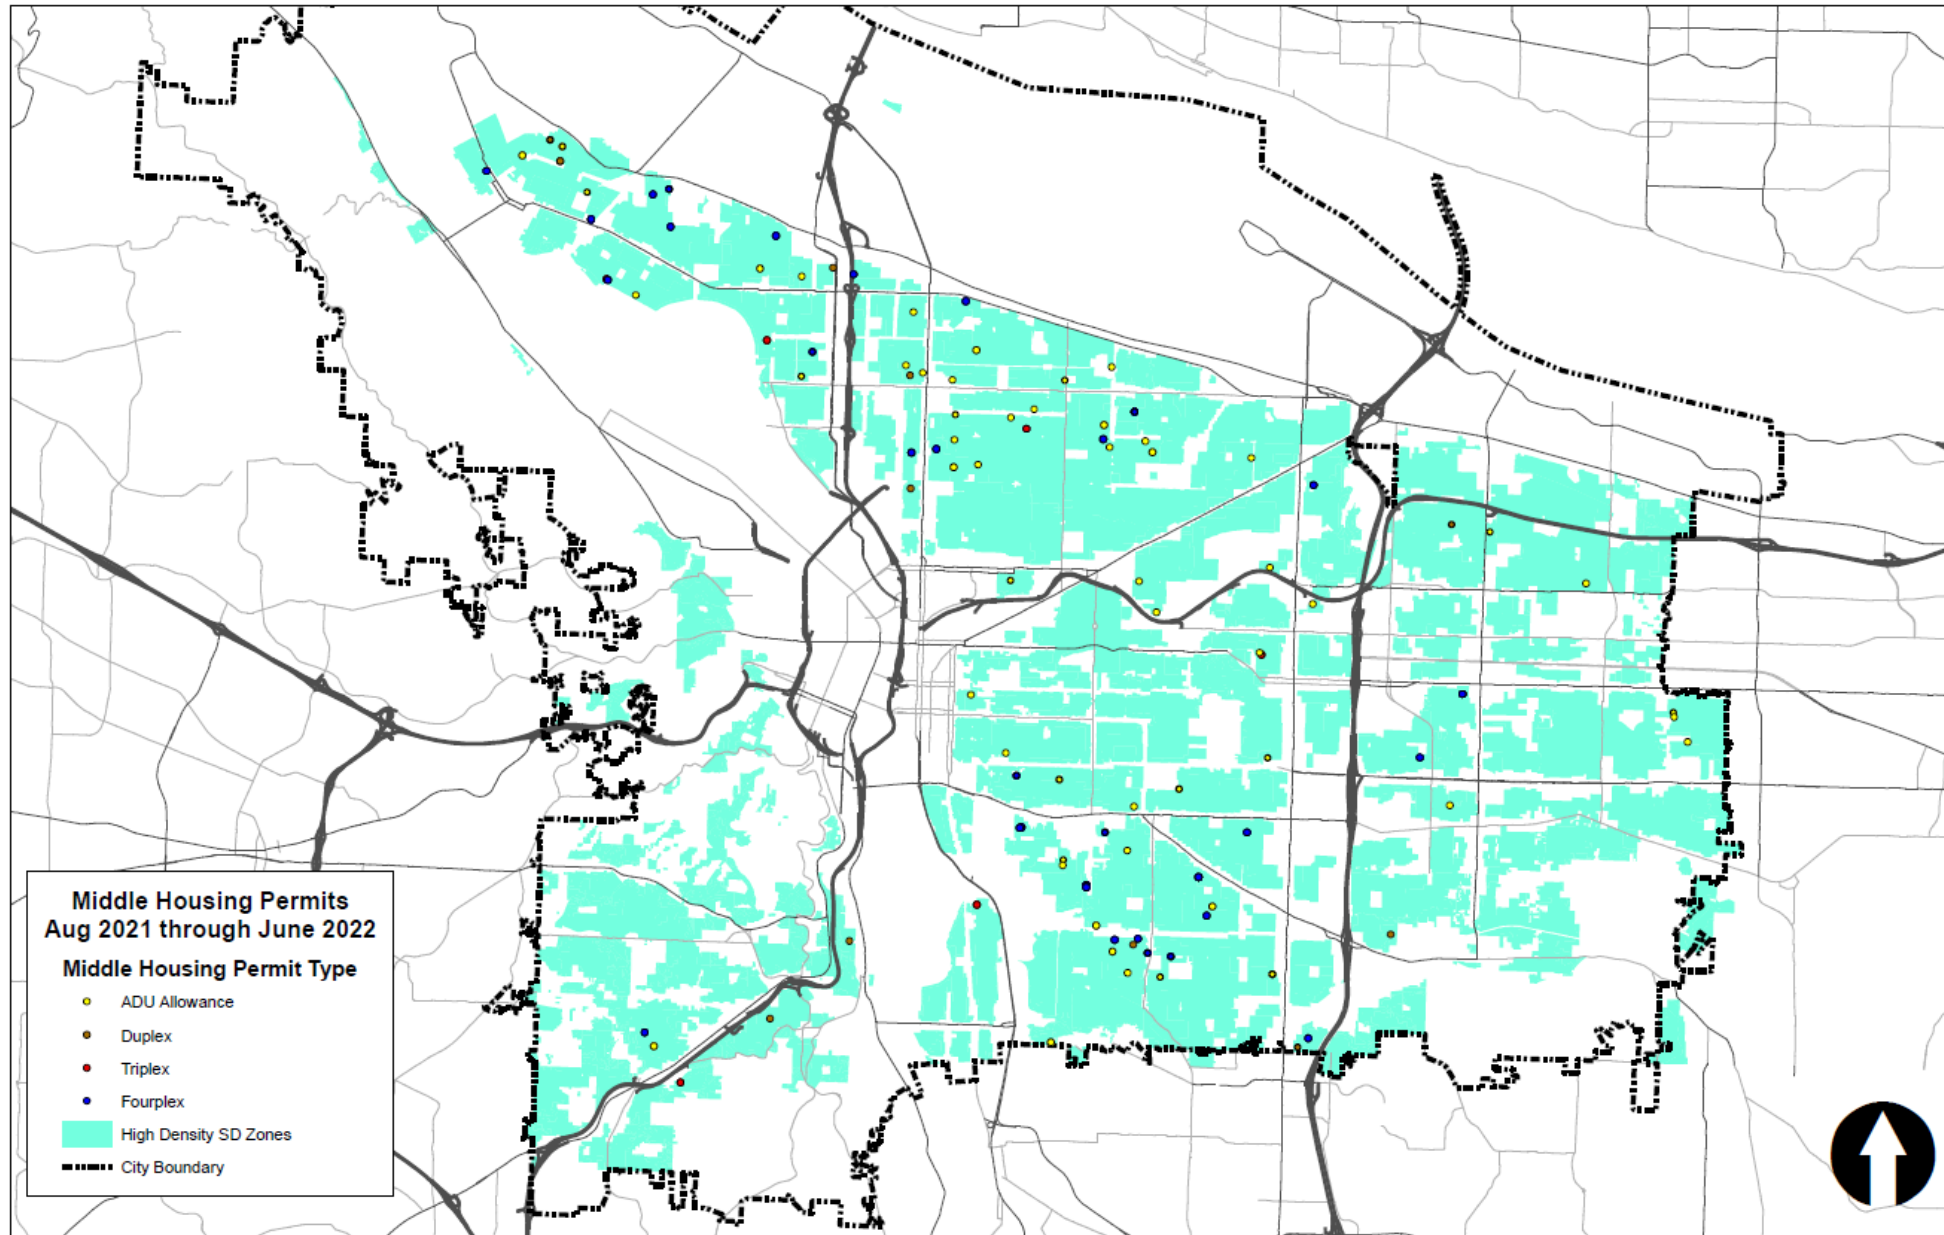 Middle Housing Permits
Aug 2021 through June 2022
Middle Housing Permit Type
ADU Allowance
Duplex
Triplex
Fourplex
High Density SD Zones
City Boundary